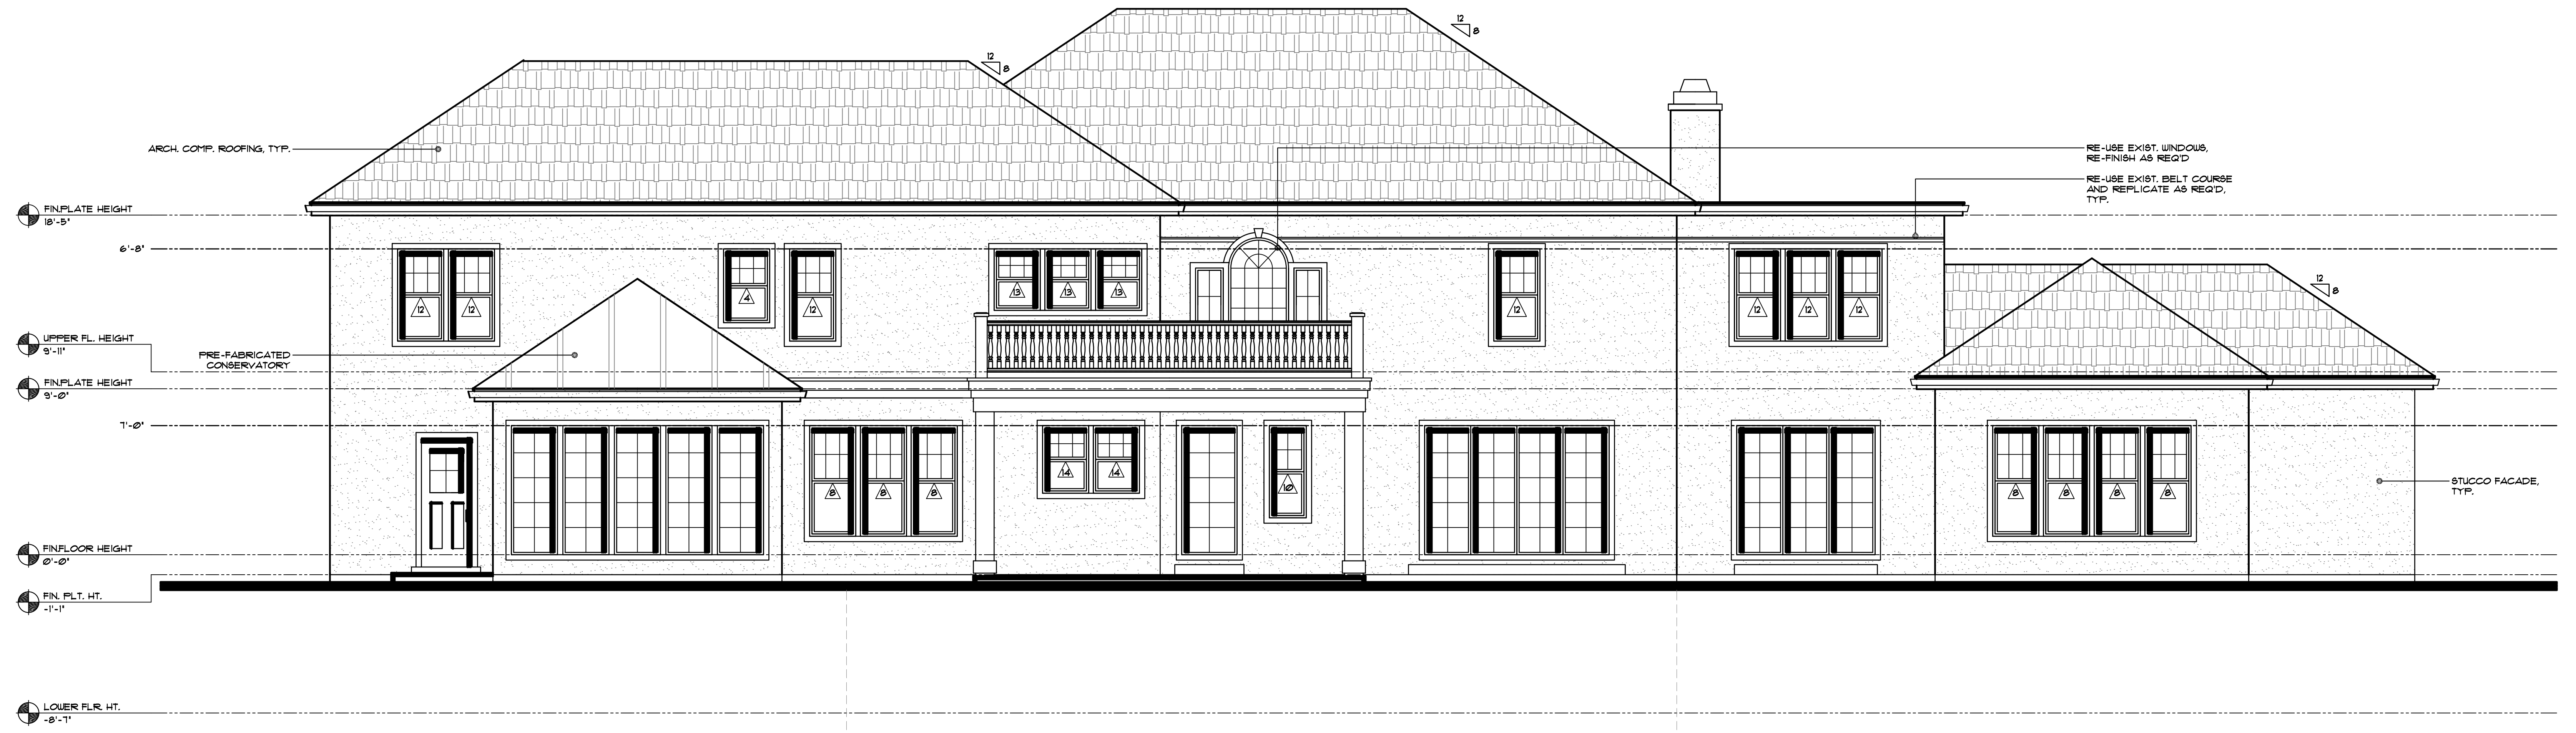 12
8
12
8
ARCH. COMP. ROOFING, TYP.
RE-USE EXIST. WINDOWS,
RE-FINISH AS REQ'D
RE-USE EXIST. BELT COURSE
AND REPLICATE AS REQ'D,
TYP.
FIN.PLATE HEIGHT
18'-5"
6'-8"
12
12
4
12
13
13
13
12
12
12
12
12
8
UPPER FL. HEIGHT
9'-11"
PRE-FABRICATED
CONSERVATORY
FIN.PLATE HEIGHT
9'-0"
7'-0"
8
8
8
14
14
10
8
8
8
8
STUCCO FACADE,
TYP.
FIN.FLOOR HEIGHT
0'-0"
FIN. PLT. HT.
-1'-1"
LOWER FLR. HT.
-8'-7"